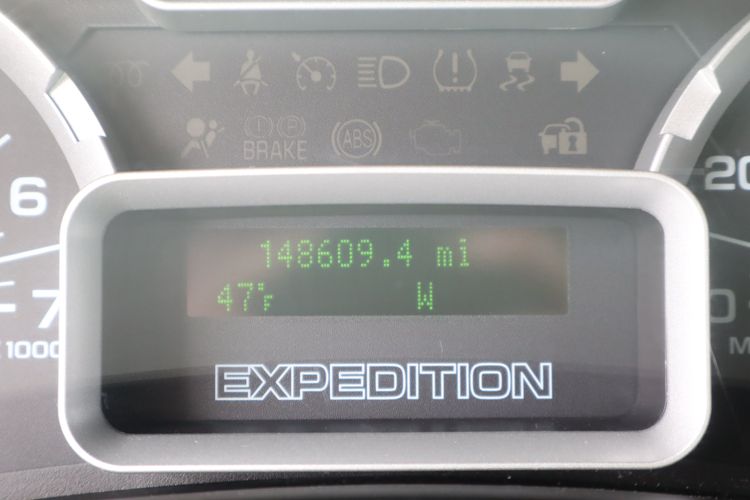 BRAKE
ABS
6
20
148609.4 mi
47°F W
7
1000
EXPEDITION